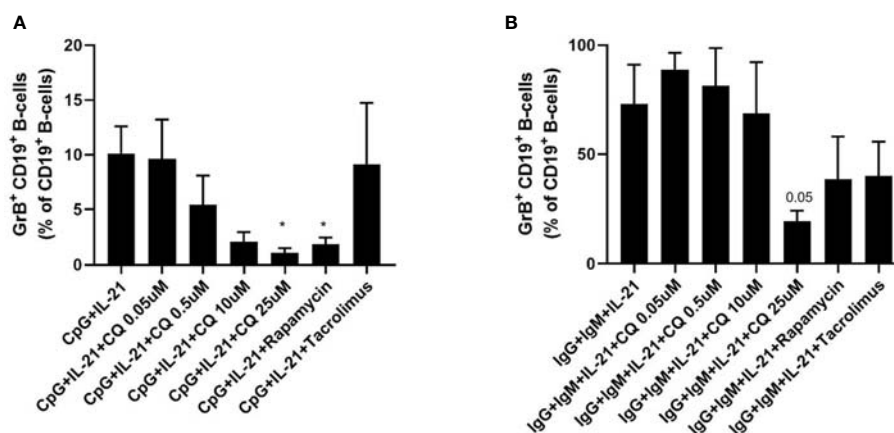 A
GrB+ CD19+ B-cells
(% of CD19+ B-cells)
20
15
10
5
0
*
*
CpG+IL-21
CpG+IL-21+CQ 0.05uM
CpG+IL-21+CQ 0.5uM
CpG+IL-21+CQ 10uM
CpG+IL-21+CQ 25uM
CpG+IL-21+Rapamycin
CpG+IL-21+Tacrolimus
B
GrB+ CD19+ B-cells
(% of CD19+ B-cells)
100
50
0
0.05
IgG+IgM+IL-21
IgG+IgM+IL-21+CQ 0.05uM
IgG+IgM+IL-21+CQ 0.5uM
IgG+IgM+IL-21+CQ 10uM
IgG+IgM+IL-21+CQ 25uM
IgG+IgM+IL-21+Rapamycin
IgG+IgM+IL-21+Tacrolimus